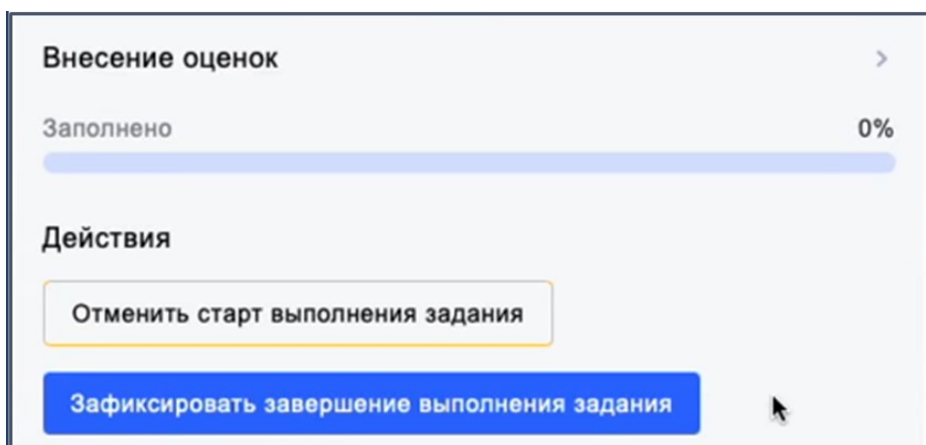 Внесение оценок
Заполнено 0%
Действия
Отменить старт выполнения задания
Зафиксировать завершение выполнения задания